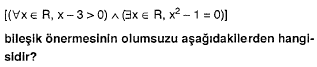 [(∀x ∈ R, x – 3 > 0) ∧ (∃x ∈ R, x² – 1 = 0)]
bileşik önermesinin olumsuzu aşağıdakilerden hangi-
sidir?